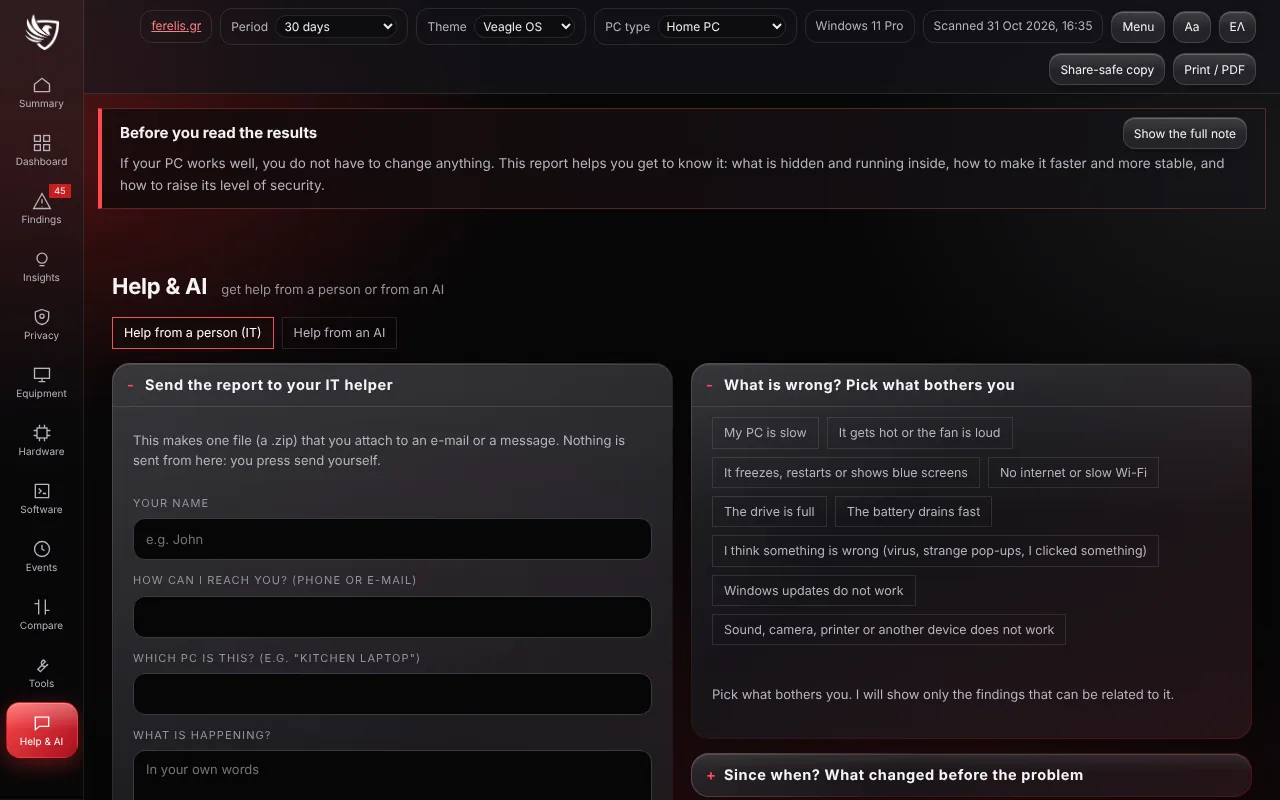 ferelis.gr
Period 30 days
Theme Veagle OS
PC type Home PC
Windows 11 Pro
Scanned 31 Oct 2026, 16:35
Menu
Aa
ΕΛ
Share-safe copy
Print / PDF
Summary
Dashboard
45
Findings
Insights
Privacy
Equipment
Hardware
Software
Events
Compare
Tools
Help & AI
Before you read the results
Show the full note
If your PC works well, you do not have to change anything. This report helps you get to know it: what is hidden and running inside, how to make it faster and more stable, and
how to raise its level of security.
Help & AI get help from a person or from an AI
Help from a person (IT)
Help from an AI
- Send the report to your IT helper
This makes one file (a .zip) that you attach to an e-mail or a message. Nothing is
sent from here: you press send yourself.
YOUR NAME
e.g. John
HOW CAN I REACH YOU? (PHONE OR E-MAIL)
WHICH PC IS THIS? (E.G. "KITCHEN LAPTOP")
WHAT IS HAPPENING?
In your own words
- What is wrong? Pick what bothers you
My PC is slow
It gets hot or the fan is loud
It freezes, restarts or shows blue screens
No internet or slow Wi-Fi
The drive is full
The battery drains fast
I think something is wrong (virus, strange pop-ups, I clicked something)
Windows updates do not work
Sound, camera, printer or another device does not work
Pick what bothers you. I will show only the findings that can be related to it.
+ Since when? What changed before the problem